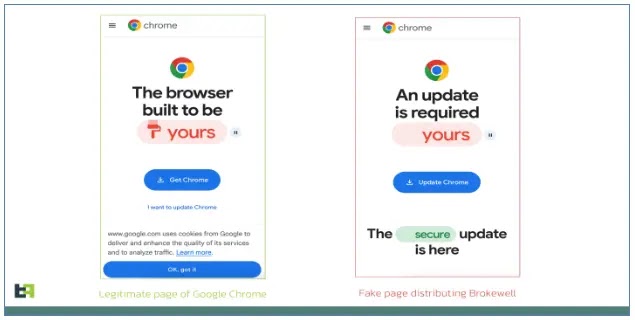 chrome
The browser
built to be
yours
Get Chrome
I want to update Chrome
www.google.com uses cookies from Google to
deliver and enhance the quality of its services
and to analyze traffic. Learn more.
OK, got it
Legitimate page of Google Chrome
chrome
An update
is required
yours
Update Chrome
The secure update
is here
Fake page distributing Brokewell